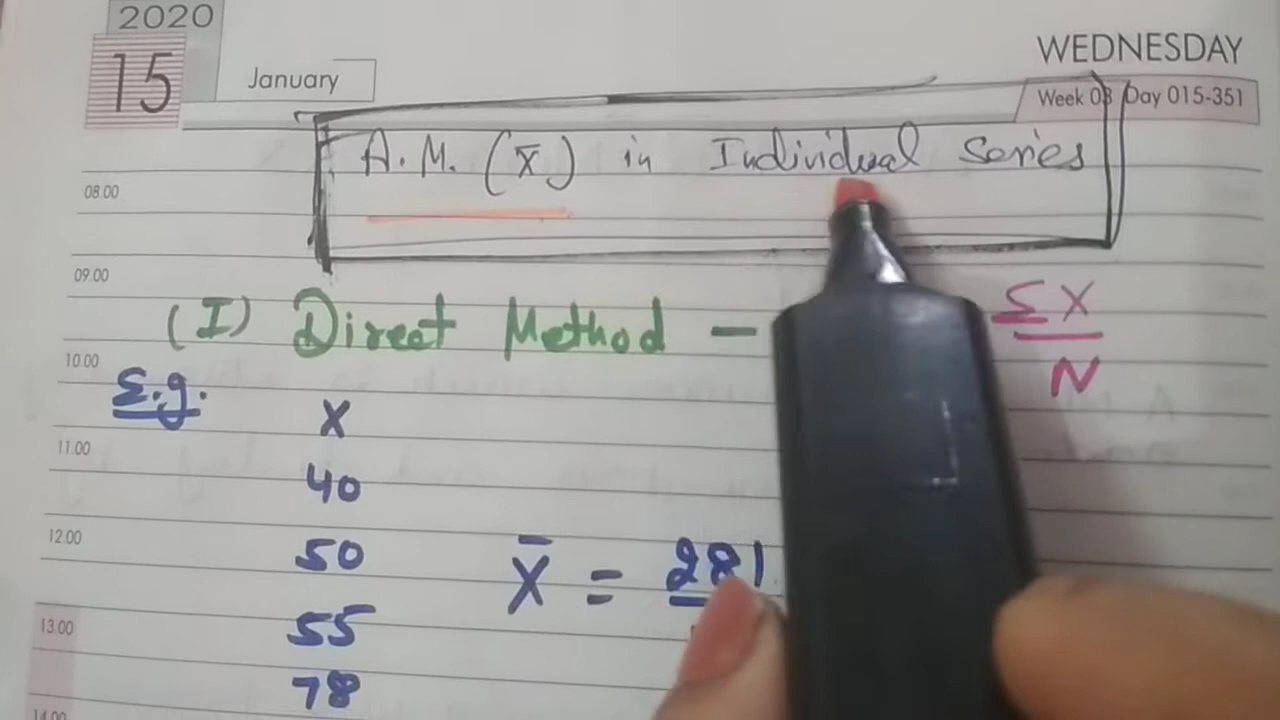 2020
15
January
WEDNESDAY
Week 03 Day 015-351
A.M. (X̄) in Individual Series
08.00
09.00
(I) Direct Method - ΣX
N
10.00
E.g.
X
11.00
40
12.00
50
X̄ = 281
13.00
55
78
14.00